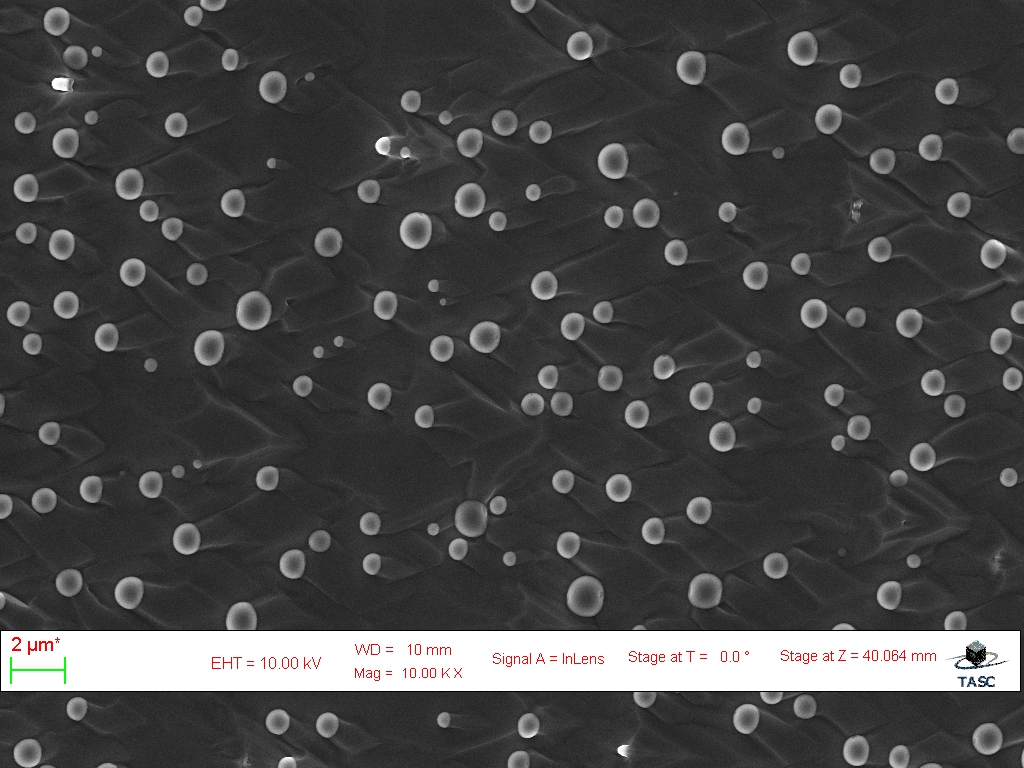 2 µm*
EHT = 10.00 kV
WD = 10 mm
Mag = 10.00 K X
Signal A = InLens
Stage at T = 0.0 °
Stage at Z = 40.064 mm
TASC